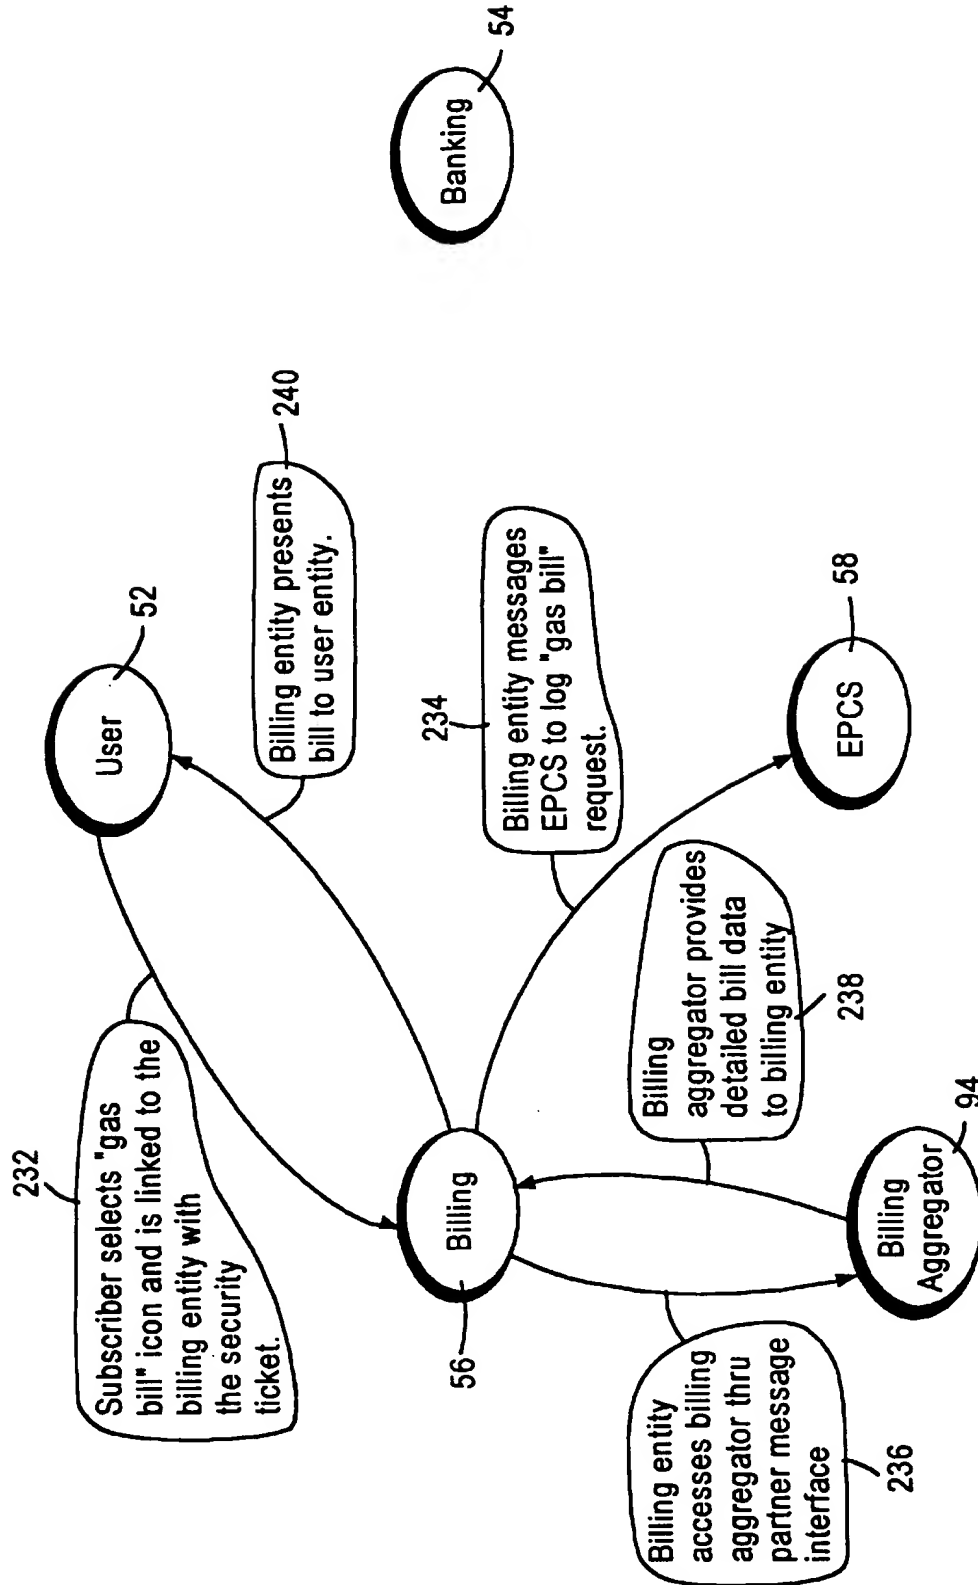 232
Subscriber selects "gas
bill" icon and is linked to the
billing entity with
the security
ticket.
User
52
Billing entity presents
bill to user entity.
240
Banking
54
Billing
56
234
Billing entity messages
EPCS to log "gas bill"
request.
Billing entity
accesses billing
aggregator thru
partner message
interface
236
Billing
aggregator provides
detailed bill data
to billing entity
238
EPCS
58
Billing
Aggregator
94